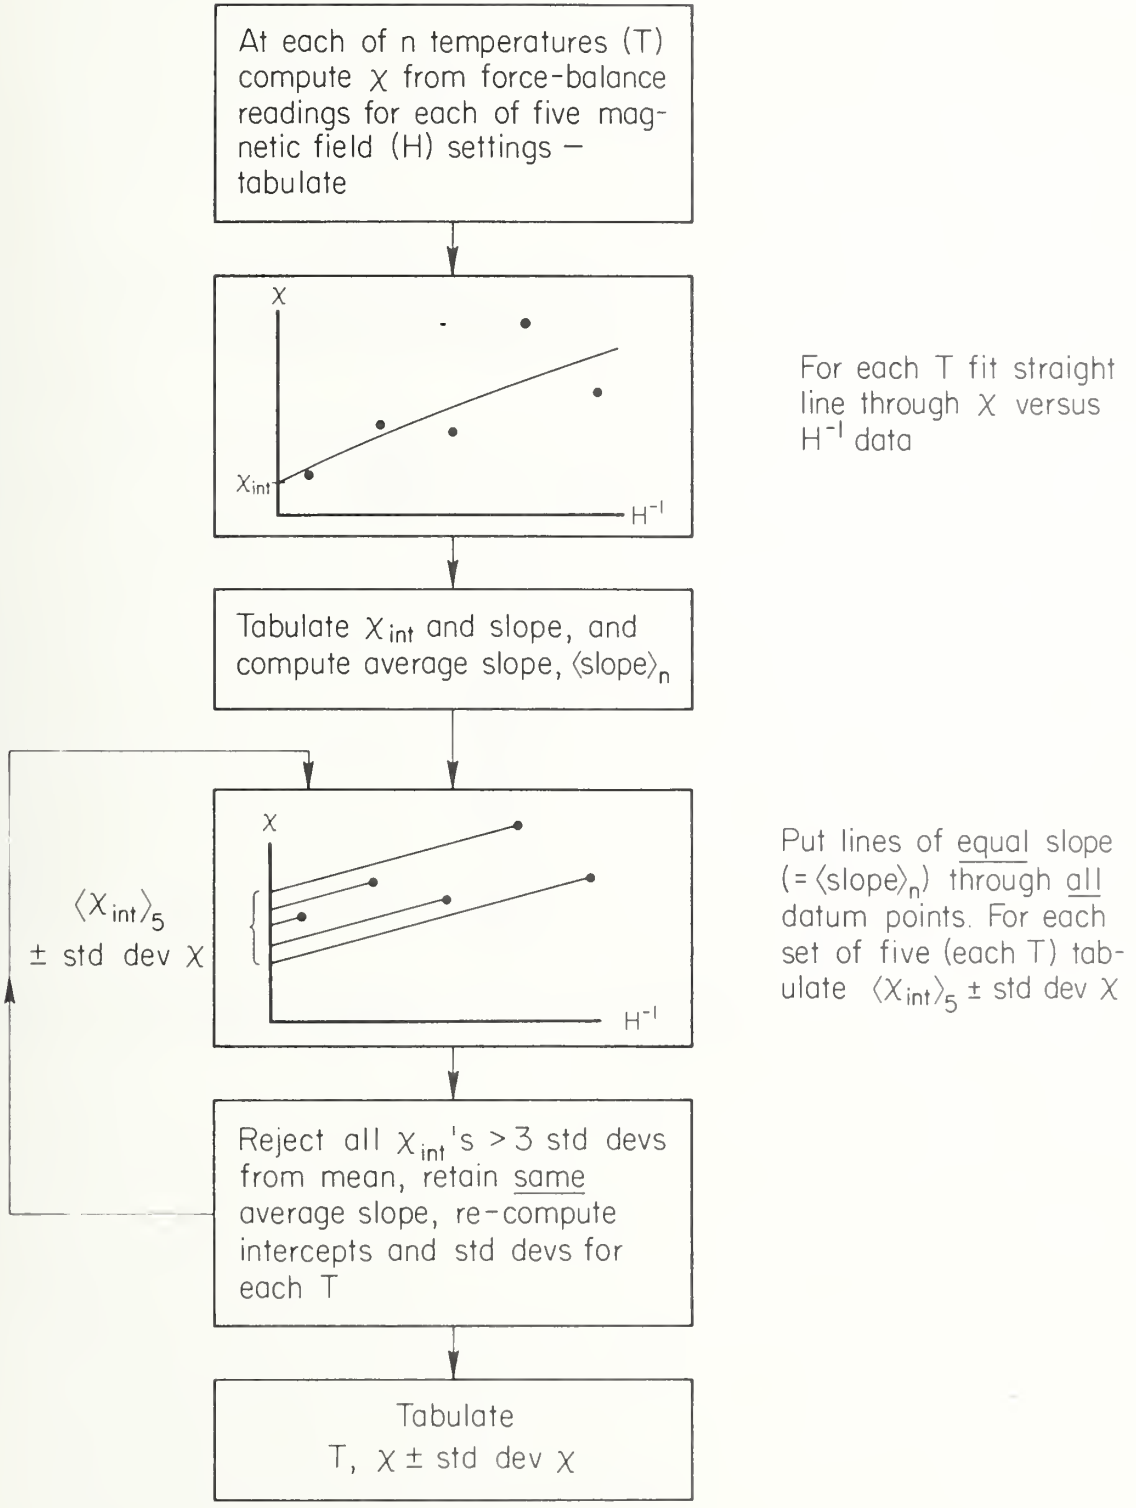 At each of n temperatures (T)
compute χ from force-balance
readings for each of five mag-
netic field (H) settings –
tabulate
χ
χint
H⁻¹
For each T fit straight
line through χ versus
H⁻¹ data
Tabulate χint and slope, and
compute average slope, ⟨slope⟩n
χ
H⁻¹
⟨χint⟩5
± std dev χ
Put lines of equal slope
(= ⟨slope⟩n) through all
datum points. For each
set of five (each T) tab-
ulate ⟨χint⟩5 ± std dev χ
Reject all χint's > 3 std devs
from mean, retain same
average slope, re-compute
intercepts and std devs for
each T
Tabulate
T, χ ± std dev χ